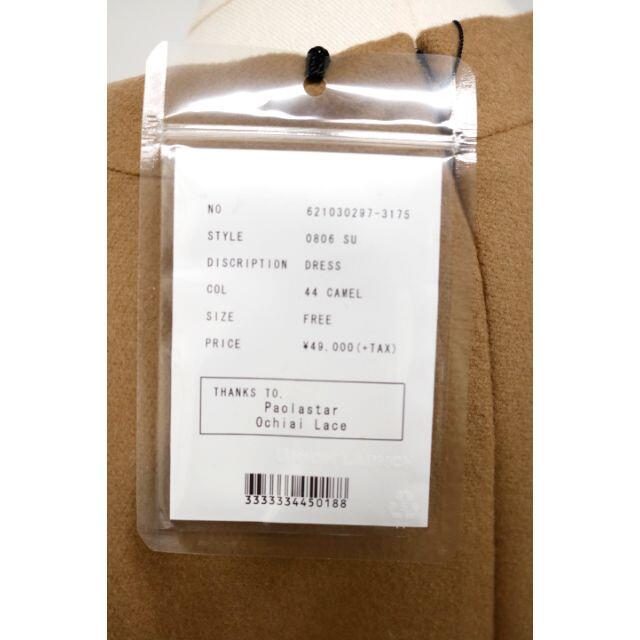 NO 621030297-3175
STYLE 0806 SU
DISCRIPTION DRESS
COL 44 CAMEL
SIZE FREE
PRICE ¥49.000(+TAX)
THANKS TO.
Paolastar
Ochiai Lace
3333334450188